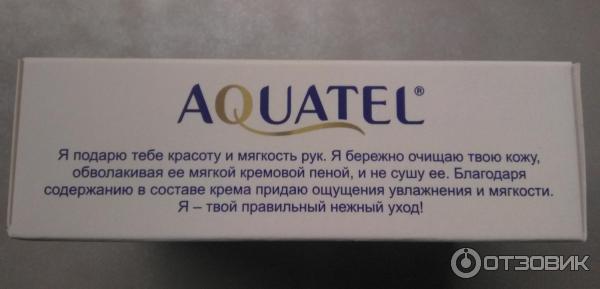 AQUATEL®
Я подарю тебе красоту и мягкость рук. Я бережно очищаю твою кожу,
обволакивая ее мягкой кремовой пеной, и не сушу ее. Благодаря
содержанию в составе крема придаю ощущения увлажнения и мягкости.
Я – твой правильный нежный уход!
ОТЗОВИК